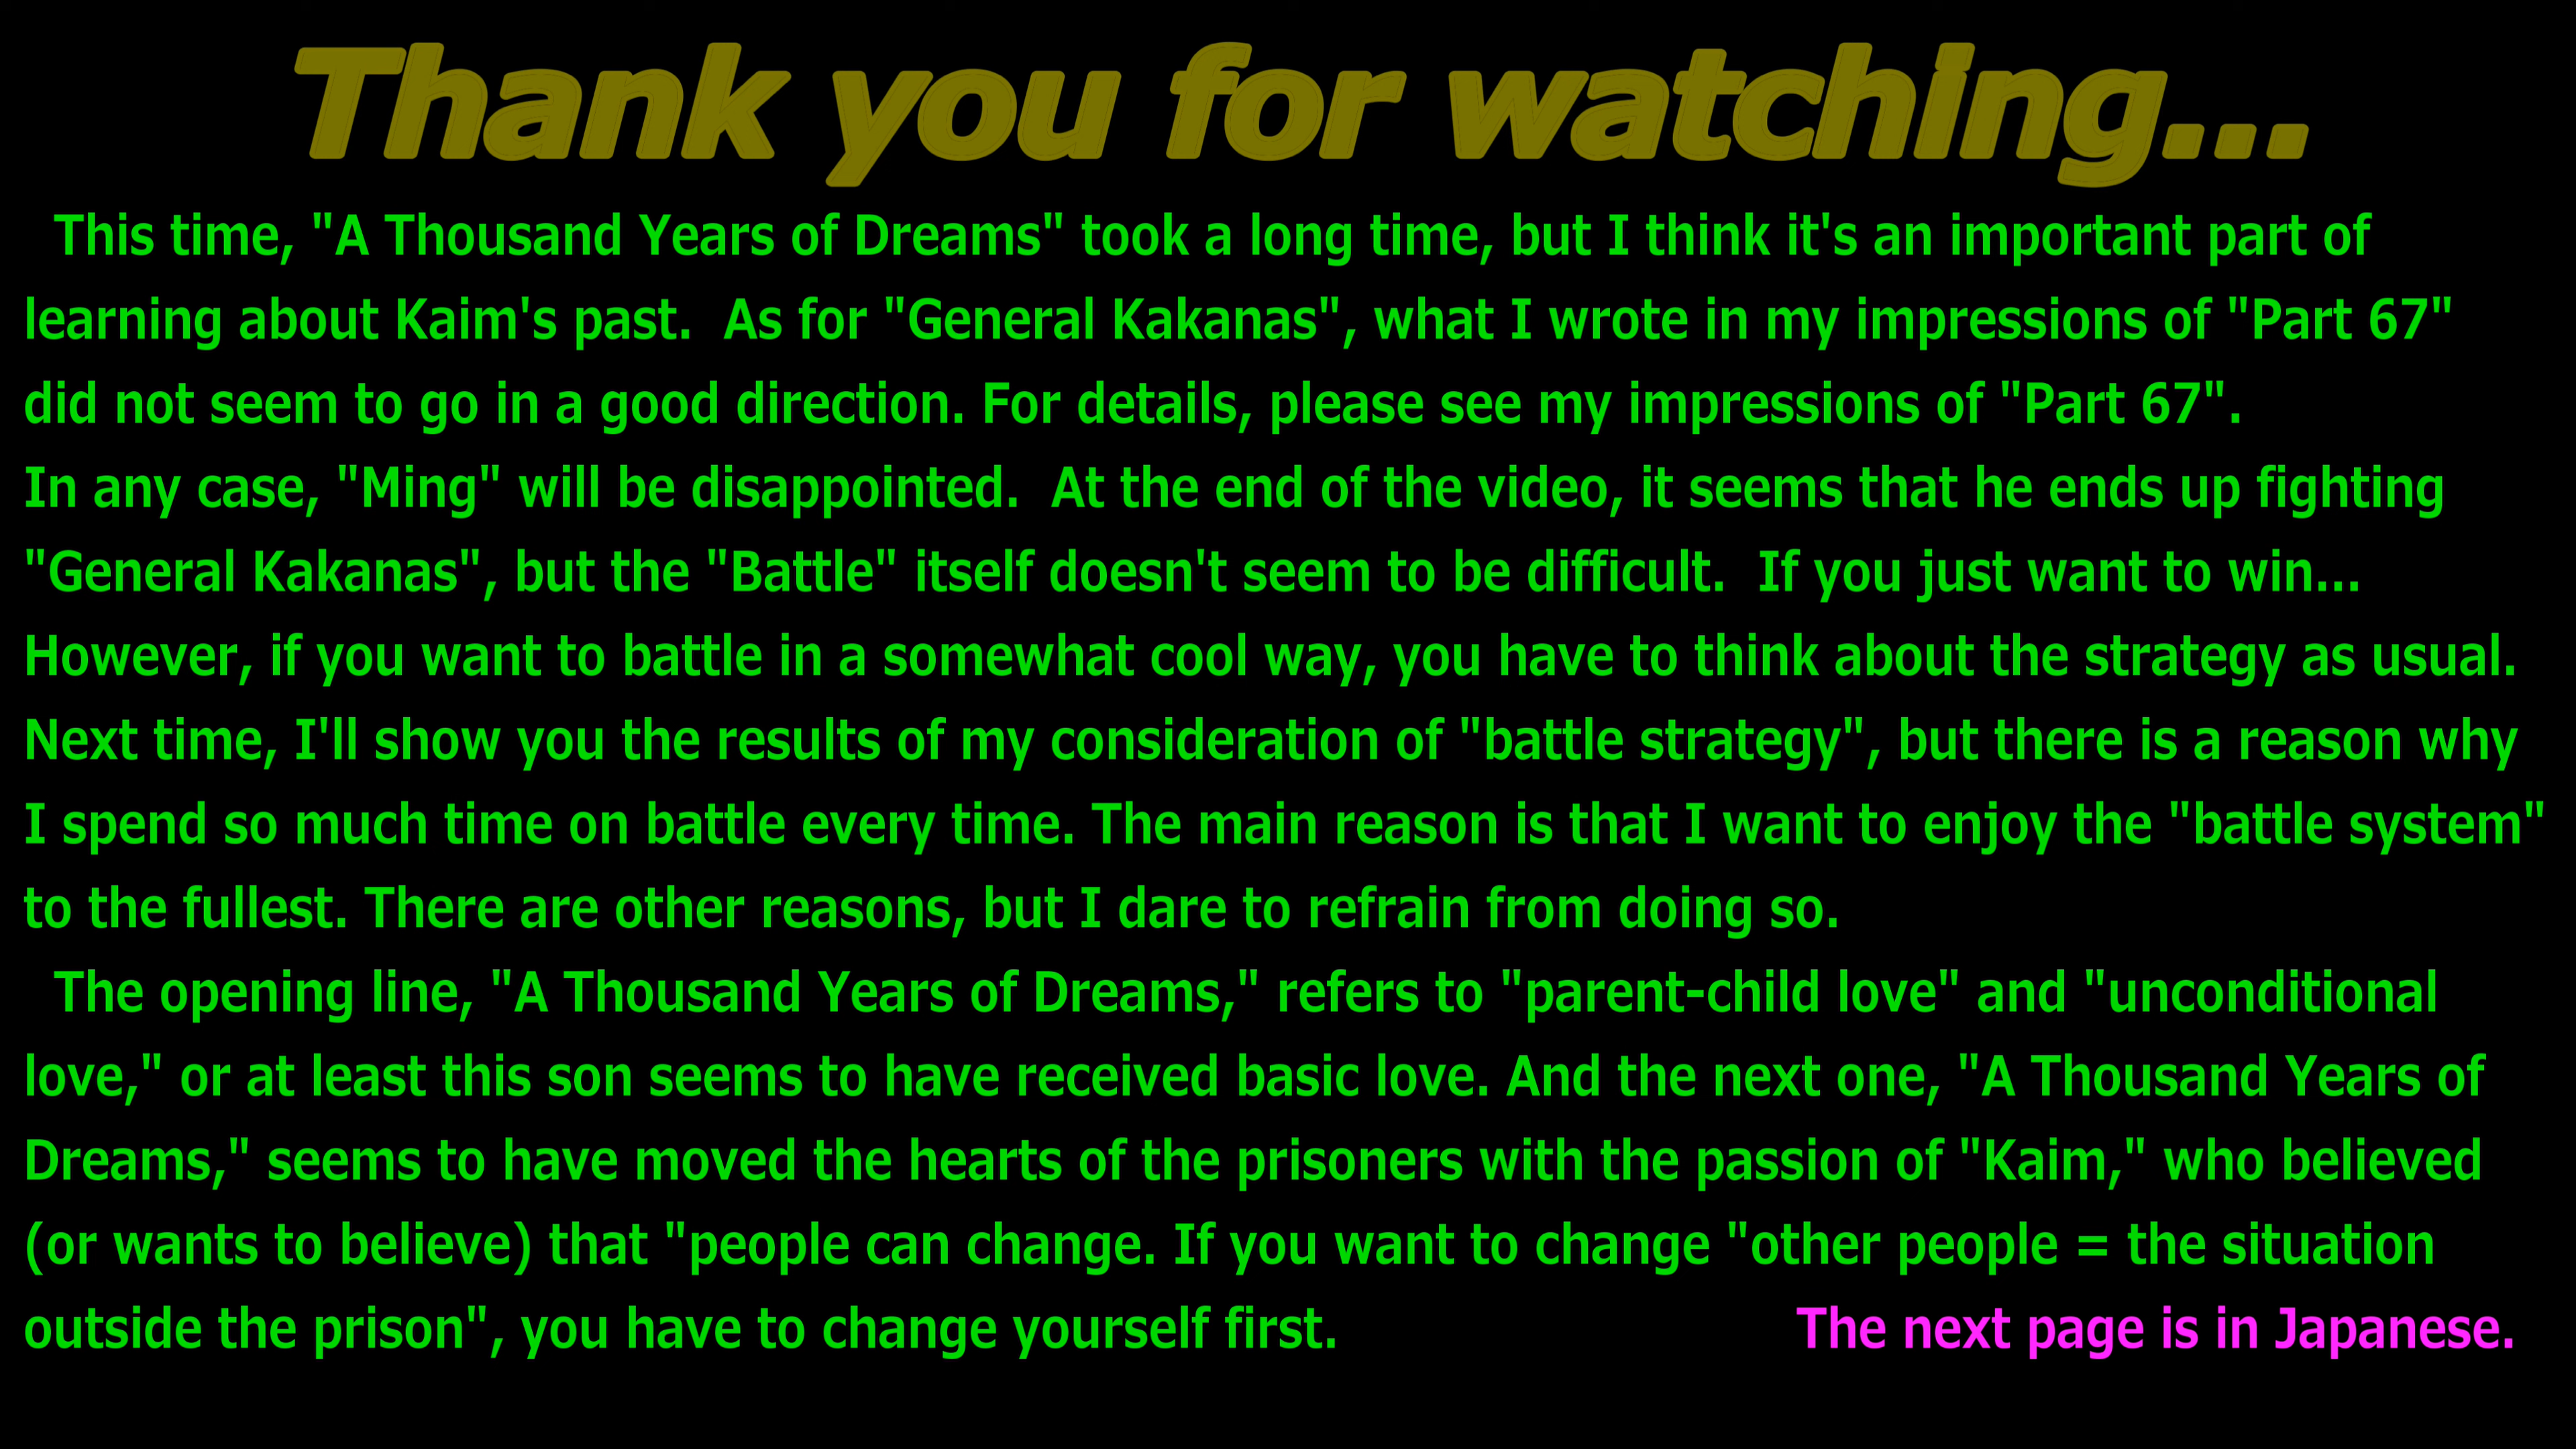 Thank you for watching...
This time, "A Thousand Years of Dreams" took a long time, but I think it's an important part of
learning about Kaim's past.  As for "General Kakanas", what I wrote in my impressions of "Part 67"
did not seem to go in a good direction. For details, please see my impressions of "Part 67".
In any case, "Ming" will be disappointed.  At the end of the video, it seems that he ends up fighting
"General Kakanas", but the "Battle" itself doesn't seem to be difficult.  If you just want to win...
However, if you want to battle in a somewhat cool way, you have to think about the strategy as usual.
Next time, I'll show you the results of my consideration of "battle strategy", but there is a reason why
I spend so much time on battle every time. The main reason is that I want to enjoy the "battle system"
to the fullest. There are other reasons, but I dare to refrain from doing so.
The opening line, "A Thousand Years of Dreams," refers to "parent-child love" and "unconditional
love," or at least this son seems to have received basic love. And the next one, "A Thousand Years of
Dreams," seems to have moved the hearts of the prisoners with the passion of "Kaim," who believed
(or wants to believe) that "people can change. If you want to change "other people = the situation
outside the prison", you have to change yourself first.
The next page is in Japanese.